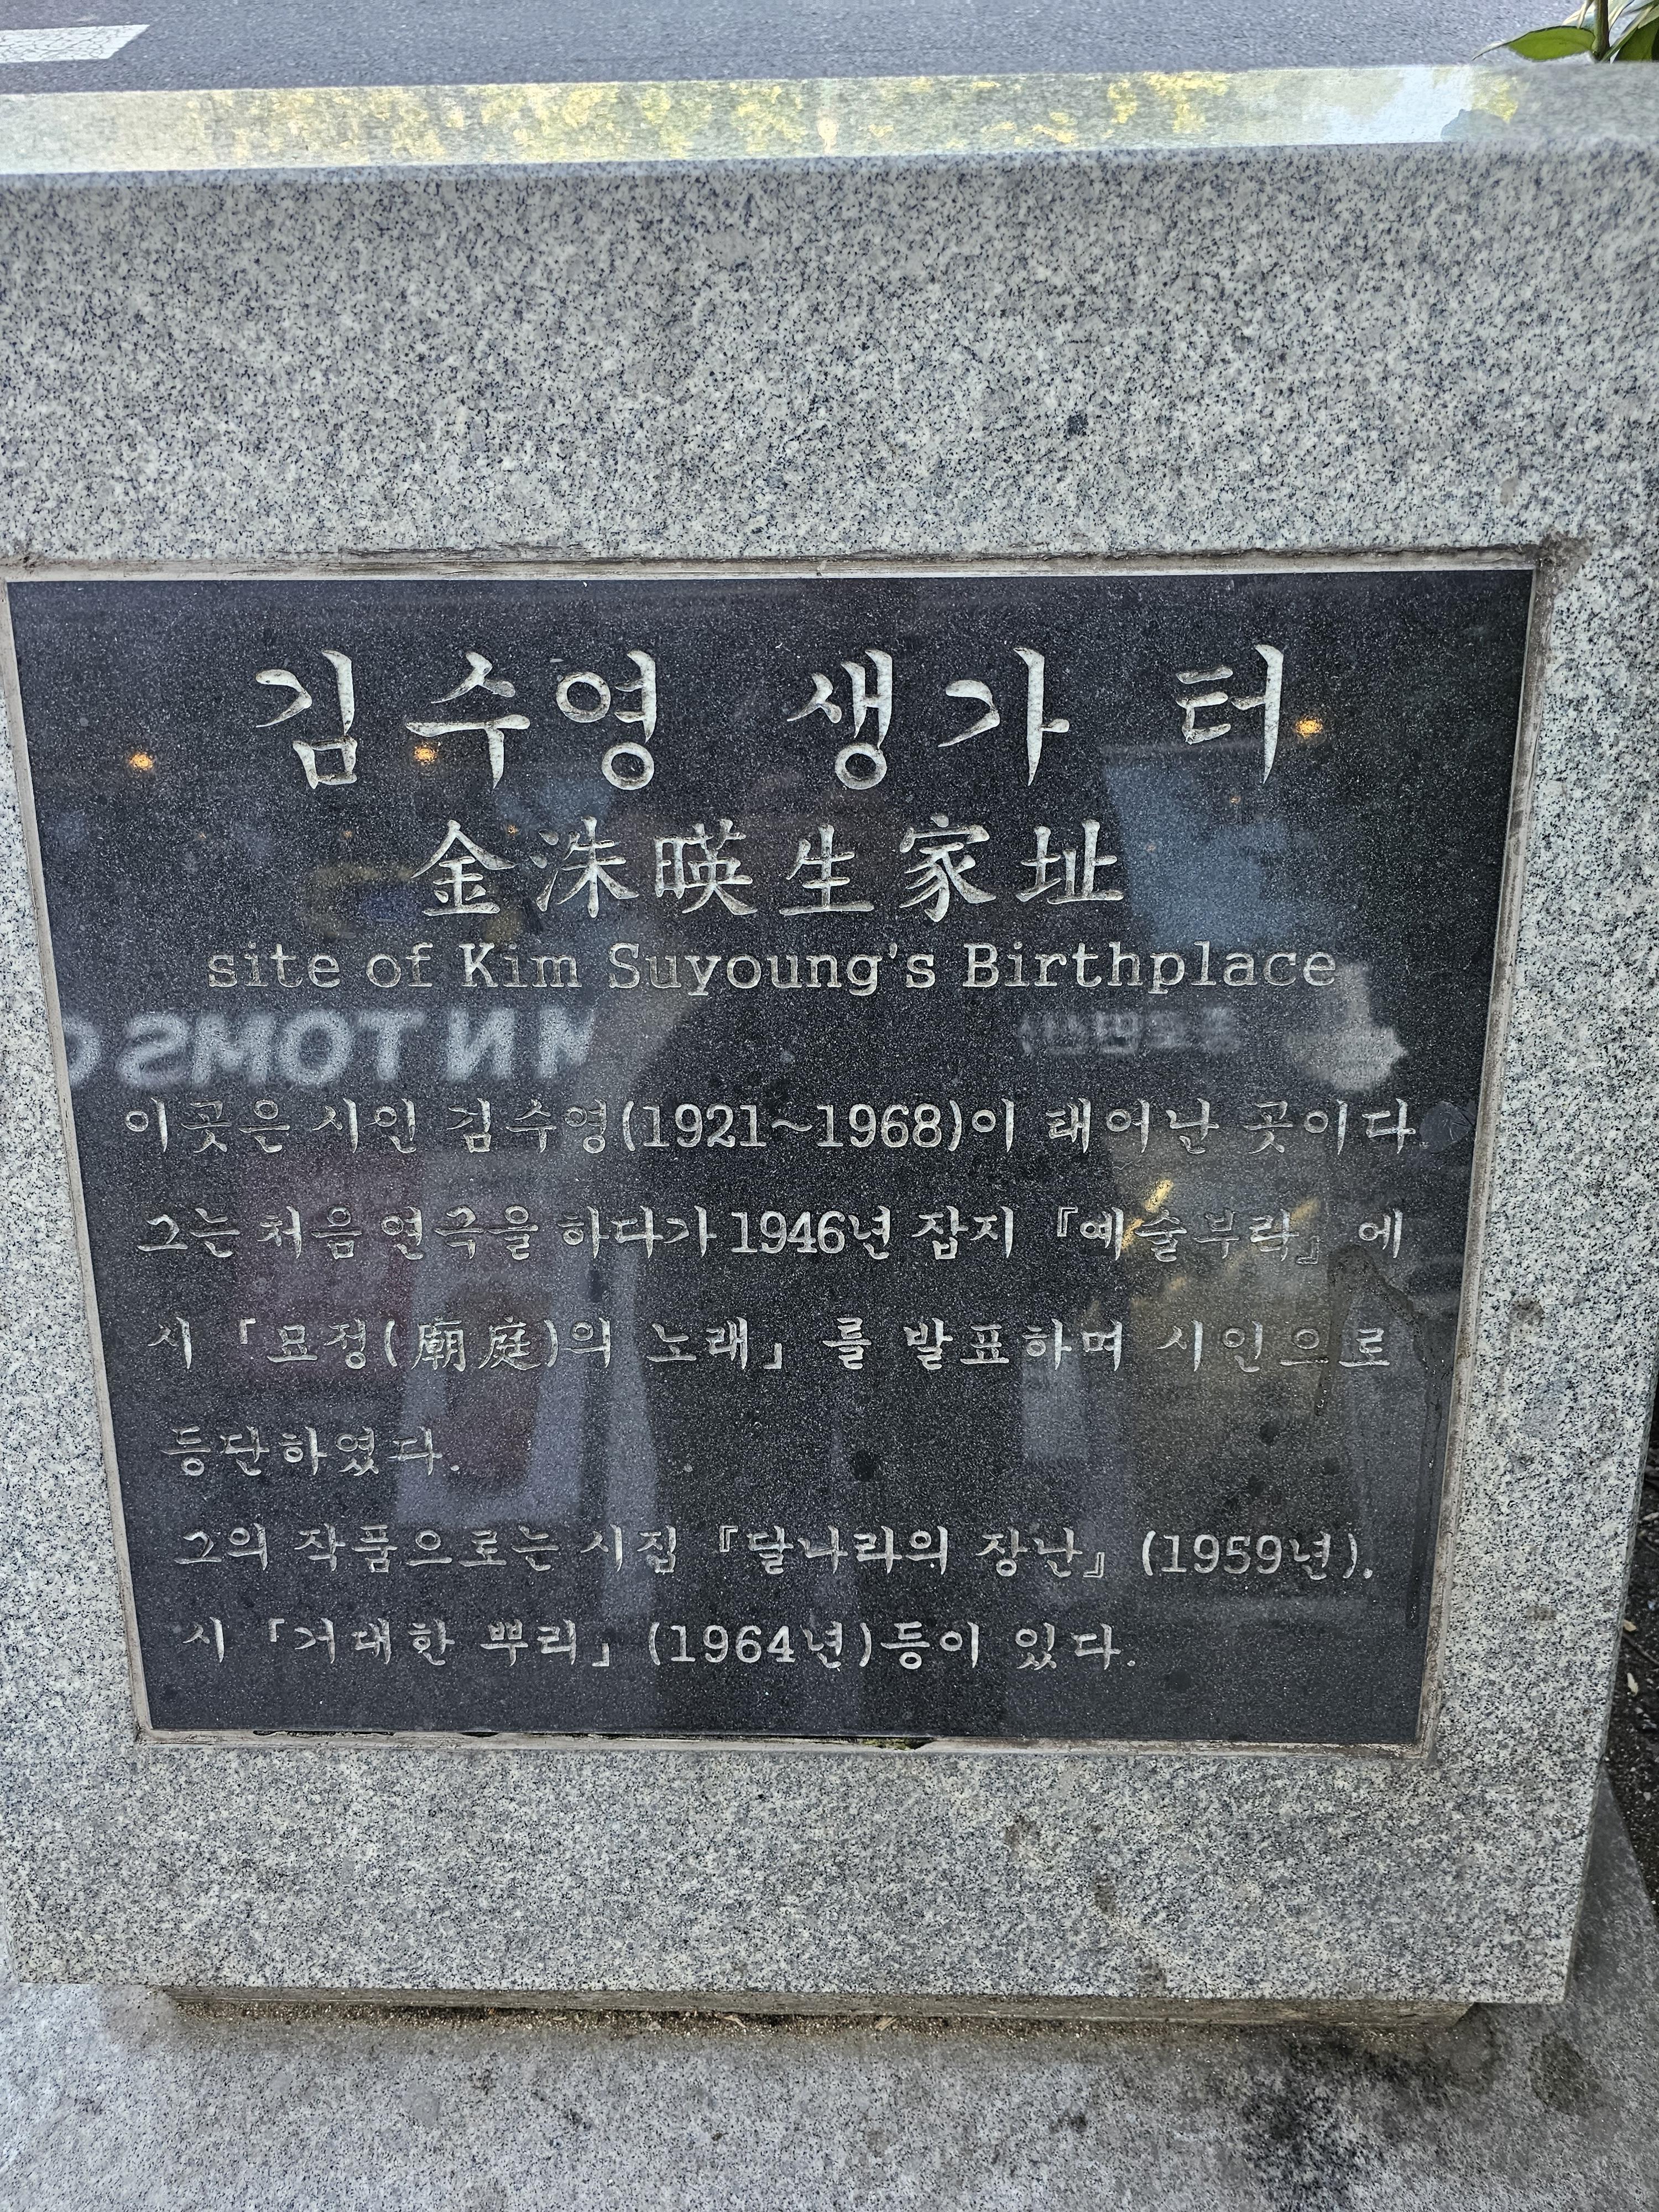 김수영 생가 터
金洙暎生家址
site of Kim Suyoung's Birthplace
이곳은 시인 김수영(1921~1968)이 태어난 곳이다.
그는 처음 연극을 하다가 1946년 잡지 『예술부락』에
시 「묘정(廟庭)의 노래」를 발표하며 시인으로
등단하였다.
그의 작품으로는 시집 『달나라의 장난』 (1959년),
시 「거대한 뿌리」 (1964년)등이 있다.